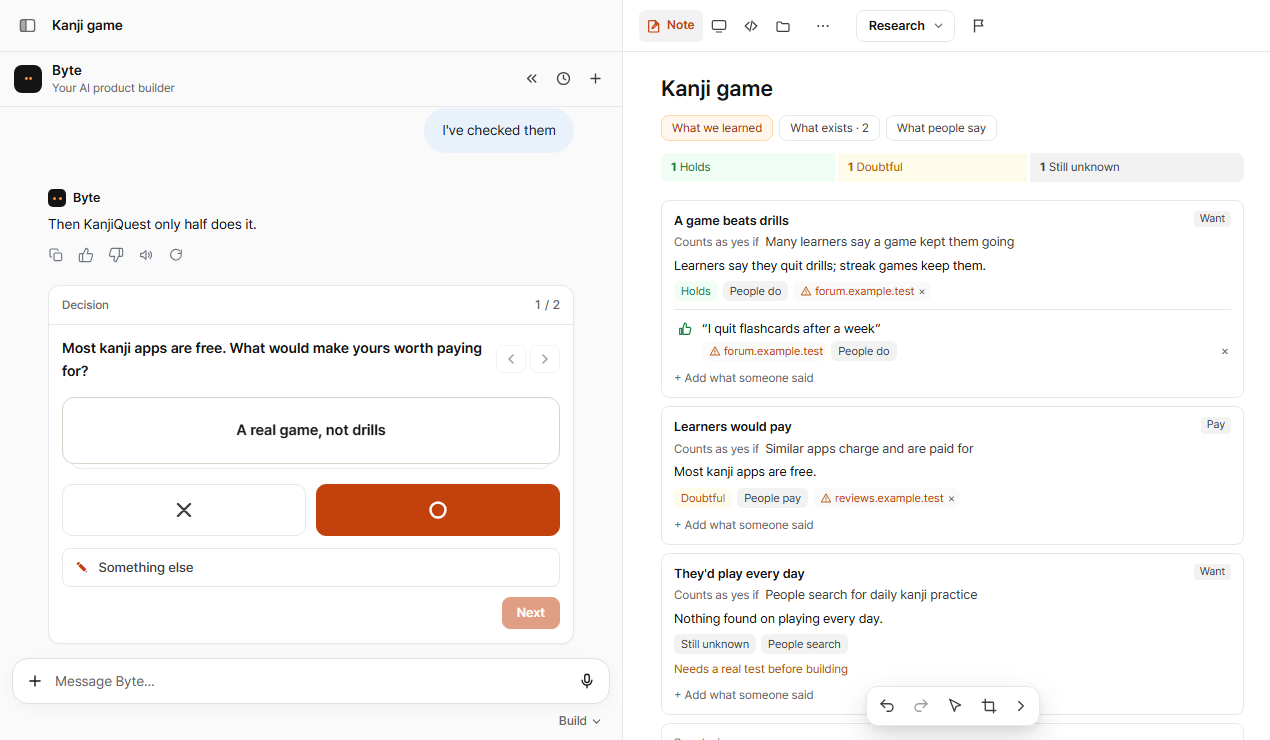 Kanji game
Byte
Your AI product builder
I've checked them
Byte
Then KanjiQuest only half does it.
Decision
1 / 2
Most kanji apps are free. What would make yours worth paying
for?
A real game, not drills
Something else
Next
Message Byte...
Build
Note
Research
Kanji game
What we learned
What exists · 2
What people say
1 Holds
1 Doubtful
1 Still unknown
A game beats drills
Want
Counts as yes if Many learners say a game kept them going
Learners say they quit drills; streak games keep them.
Holds
People do
forum.example.test ×
“I quit flashcards after a week”
forum.example.test
People do
×
+ Add what someone said
Learners would pay
Pay
Counts as yes if Similar apps charge and are paid for
Most kanji apps are free.
Doubtful
People pay
reviews.example.test ×
+ Add what someone said
They'd play every day
Want
Counts as yes if People search for daily kanji practice
Nothing found on playing every day.
Still unknown
People search
Needs a real test before building
+ Add what someone said